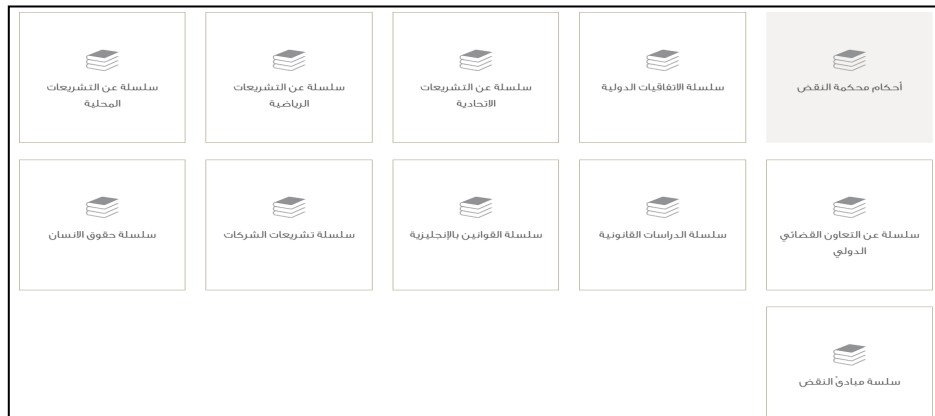 أحكام محكمة النقض
سلسلة الاتفاقيات الدولية
سلسلة عن التشريعات
الاتحادية
سلسلة عن التشريعات
الرياضية
سلسلة عن التشريعات
المحلية
سلسلة عن التعاون القضائي
الدولي
سلسلة الدراسات القانونية
سلسلة القوانين بالإنجليزية
سلسلة تشريعات الشركات
سلسلة حقوق الانسان
سلسة مبادئ النقض